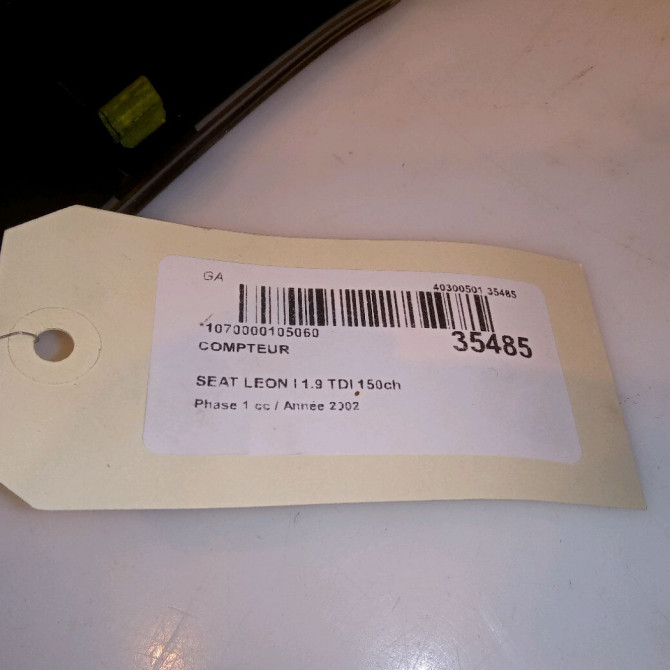 GA
40300501 35485
*1070000105060
35485
COMPTEUR
SEAT LEON I 1.9 TDI 150ch
Phase 1 cc / Année 2002